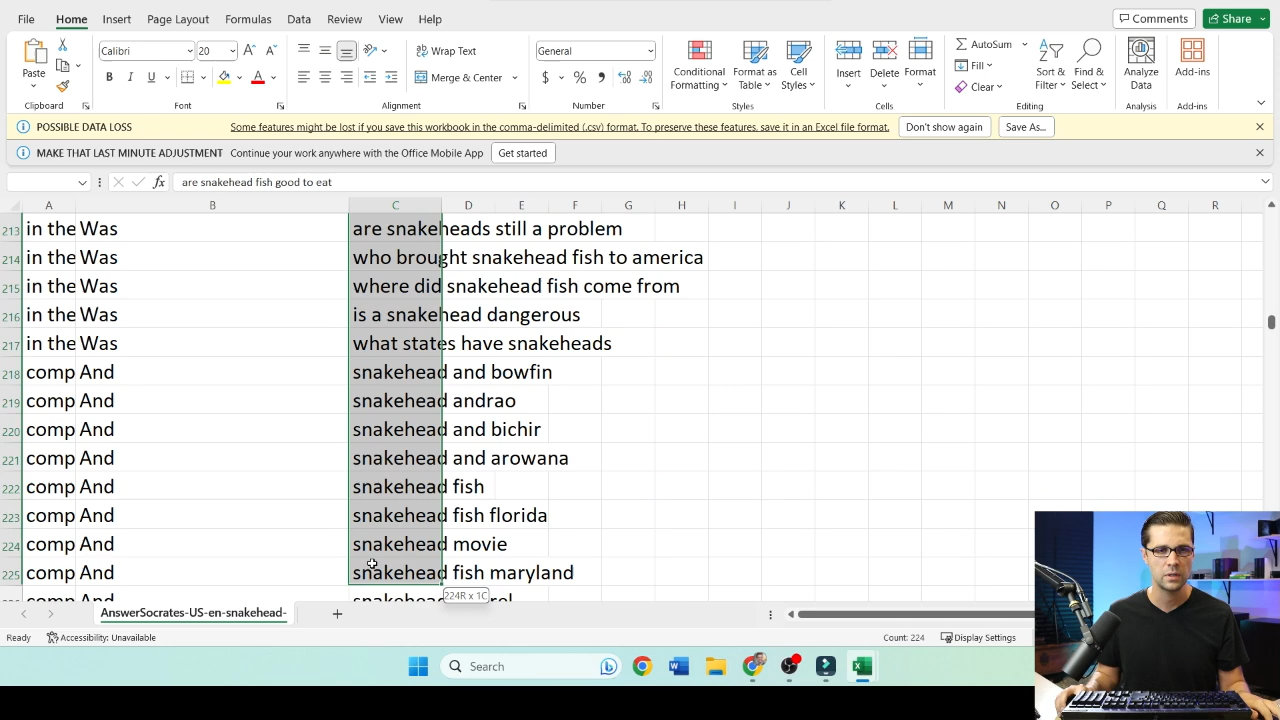 File Home Insert Page Layout Formulas Data Review View Help Comments Share
Paste Calibri 20 Wrap Text General Conditional Formatting Format as Table Cell Styles Insert Delete Format AutoSum Fill Clear Sort & Filter Find & Select Analyze Data Add-ins
B I U Merge & Center $ % ,
Clipboard Font Alignment Number Styles Cells Editing Analysis Add-ins
POSSIBLE DATA LOSS Some features might be lost if you save this workbook in the comma-delimited (.csv) format. To preserve these features, save it in an Excel file format. Don't show again Save As...
MAKE THAT LAST MINUTE ADJUSTMENT Continue your work anywhere with the Office Mobile App Get started
fx are snakehead fish good to eat
A B C D E F G H I J K L M N O P Q R
213 in the Was are snakeheads still a problem
214 in the Was who brought snakehead fish to america
215 in the Was where did snakehead fish come from
216 in the Was is a snakehead dangerous
217 in the Was what states have snakeheads
218 comp And snakehead and bowfin
219 comp And snakehead andrao
220 comp And snakehead and bichir
221 comp And snakehead and arowana
222 comp And snakehead fish
223 comp And snakehead fish florida
224 comp And snakehead movie
225 comp And snakehead fish maryland
224R x 1C
AnswerSocrates-US-en-snakehead-
Ready Accessibility: Unavailable Count: 224 Display Settings
Search